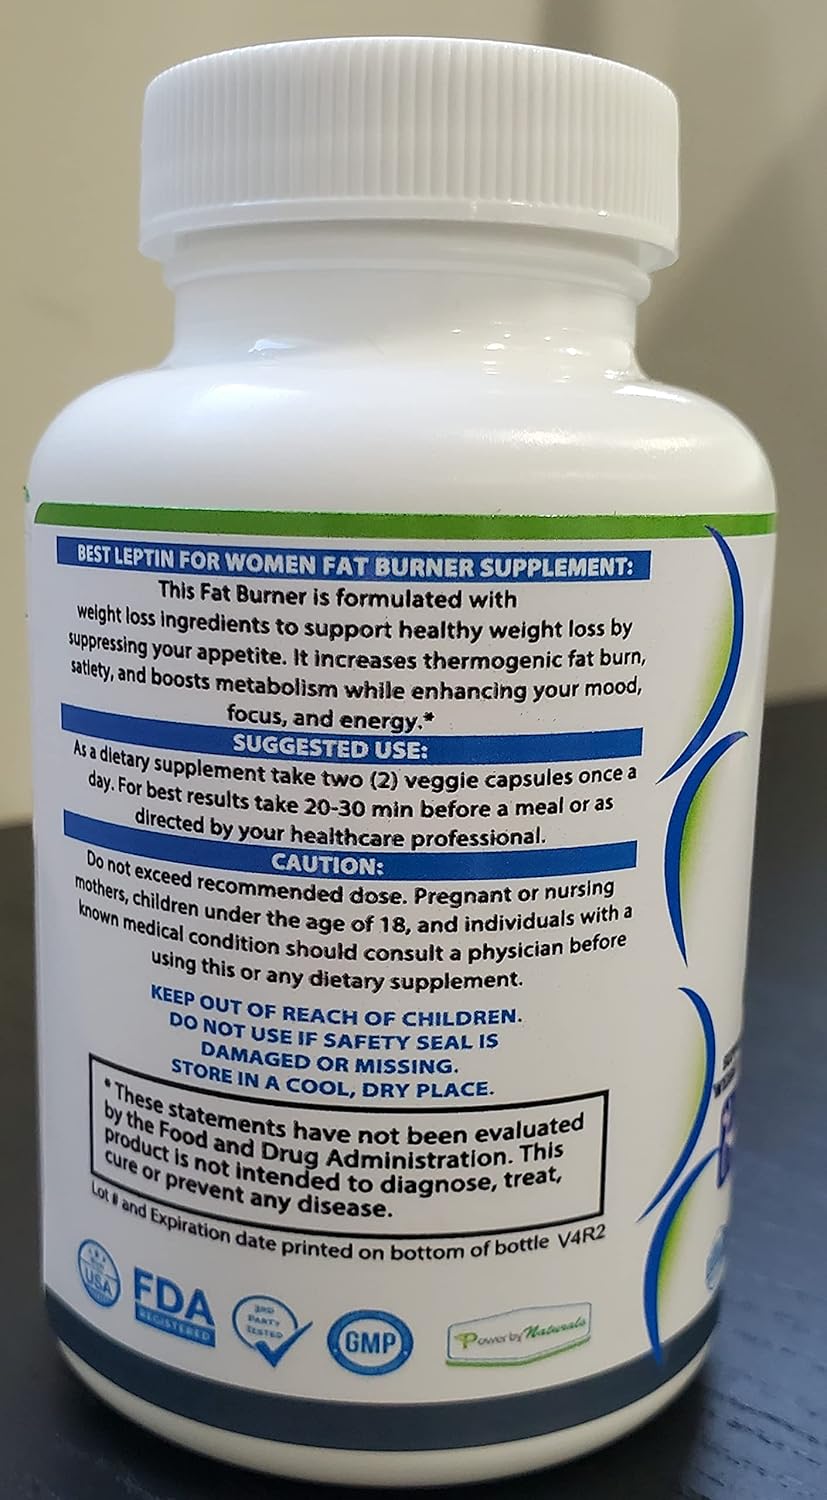 BEST LEPTIN FOR WOMEN FAT BURNER SUPPLEMENT:
This Fat Burner is formulated with
weight loss ingredients to support healthy weight loss by
suppressing your appetite. It increases thermogenic fat burn,
satiety, and boosts metabolism while enhancing your mood,
focus, and energy.*
SUGGESTED USE:
As a dietary supplement take two (2) veggie capsules once a
day. For best results take 20-30 min before a meal or as
directed by your healthcare professional.
CAUTION:
Do not exceed recommended dose. Pregnant or nursing
mothers, children under the age of 18, and individuals with a
known medical condition should consult a physician before
using this or any dietary supplement.
KEEP OUT OF REACH OF CHILDREN.
DO NOT USE IF SAFETY SEAL IS
DAMAGED OR MISSING.
STORE IN A COOL, DRY PLACE.
* These statements have not been evaluated
by the Food and Drug Administration. This
product is not intended to diagnose, treat,
cure or prevent any disease.
Lot # and Expiration date printed on bottom of bottle V4R2
USA
FDA
REGISTERED
3RD
PARTY
TESTED
GMP
Power by Naturals